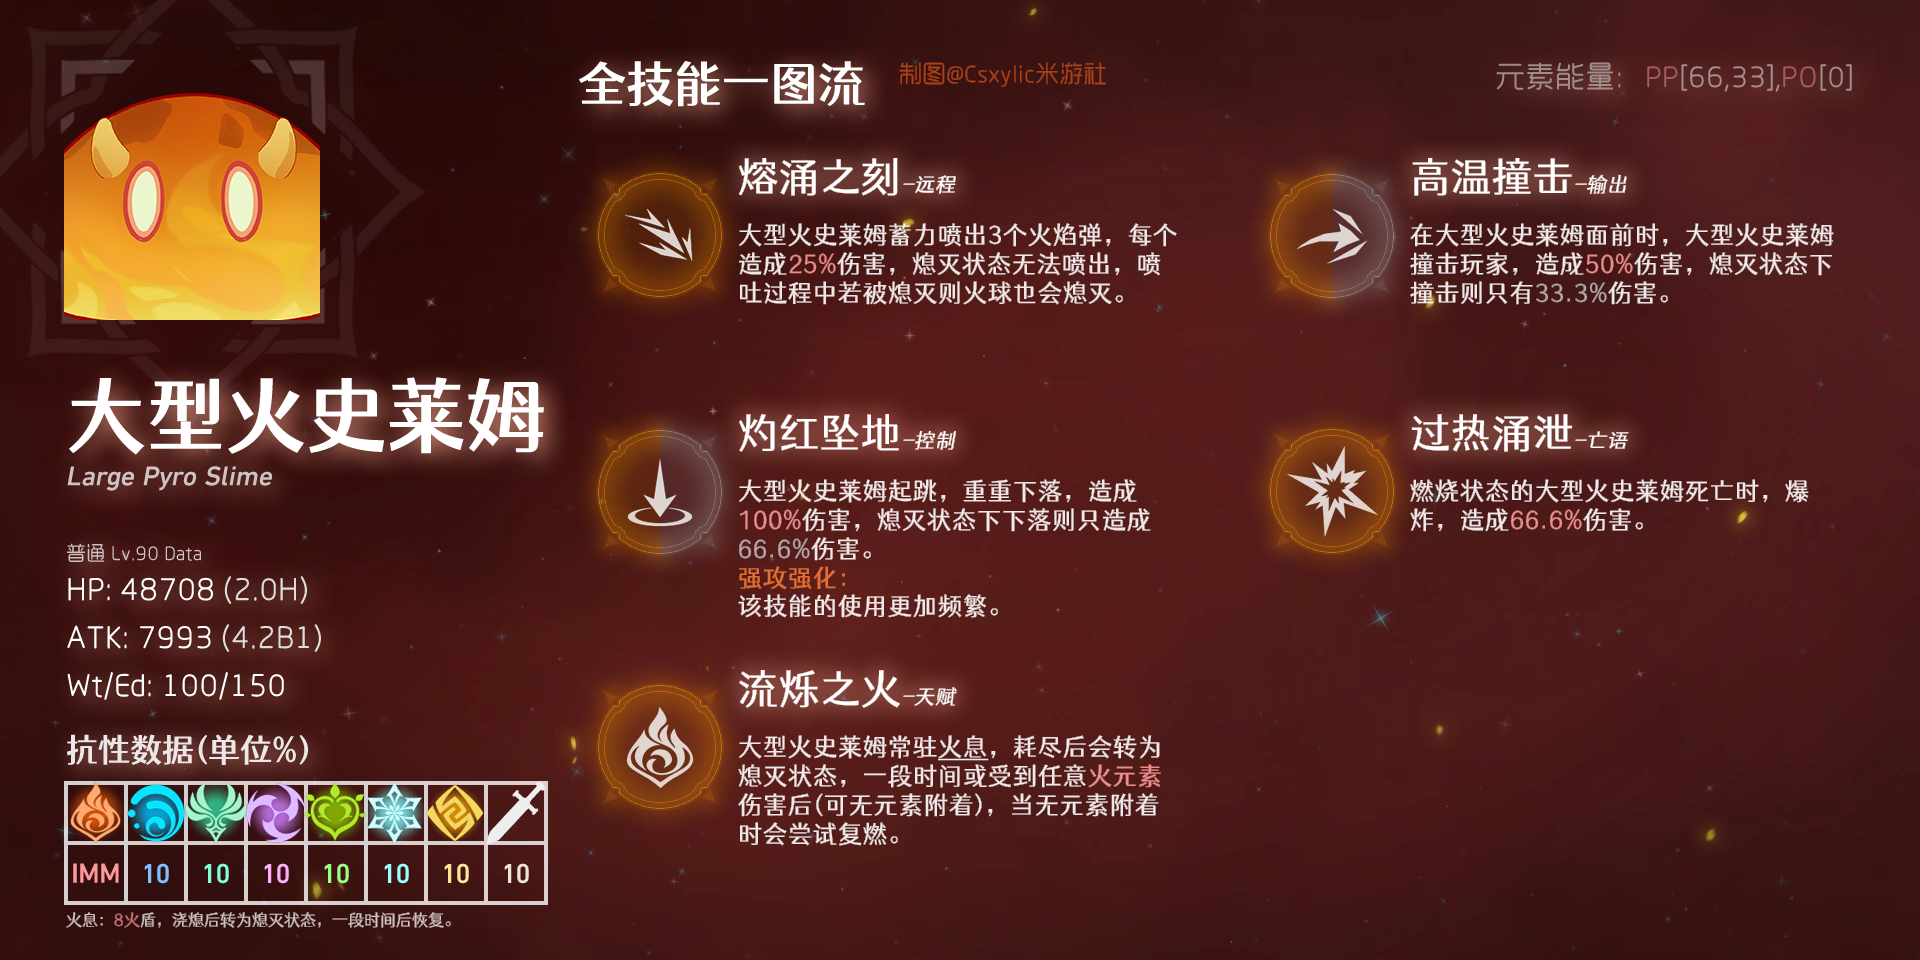 全技能一图流
制图@Csxylic米游社
元素能量：PP[66,33],PO[0]
大型火史莱姆
Large Pyro Slime
普通 Lv.90 Data
HP: 48708 (2.0H)
ATK: 7993 (4.2B1)
Wt/Ed: 100/150
抗性数据(单位%)
IMM 10 10 10 10 10 10 10
火息：8火盾，浇熄后转为熄灭状态，一段时间后恢复。
熔涌之刻-远程
大型火史莱姆蓄力喷出3个火焰弹，每个
造成25%伤害，熄灭状态无法喷出，喷
吐过程中若被熄灭则火球也会熄灭。
高温撞击-输出
在大型火史莱姆面前时，大型火史莱姆
撞击玩家，造成50%伤害，熄灭状态下
撞击则只有33.3%伤害。
灼红坠地-控制
大型火史莱姆起跳，重重下落，造成
100%伤害，熄灭状态下下落则只造成
66.6%伤害。
强攻强化：
该技能的使用更加频繁。
过热涌泄-亡语
燃烧状态的大型火史莱姆死亡时，爆
炸，造成66.6%伤害。
流烁之火-天赋
大型火史莱姆常驻火息，耗尽后会转为
熄灭状态，一段时间或受到任意火元素
伤害后(可无元素附着)，当无元素附着
时会尝试复燃。